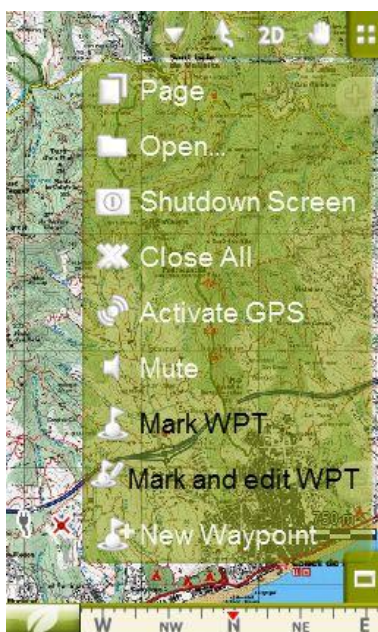 2D
Page
Open...
Shutdown Screen
Close All
Activate GPS
Mute
Mark WPT
Mark and edit WPT
750 m
New Waypoint
W NW N NE E